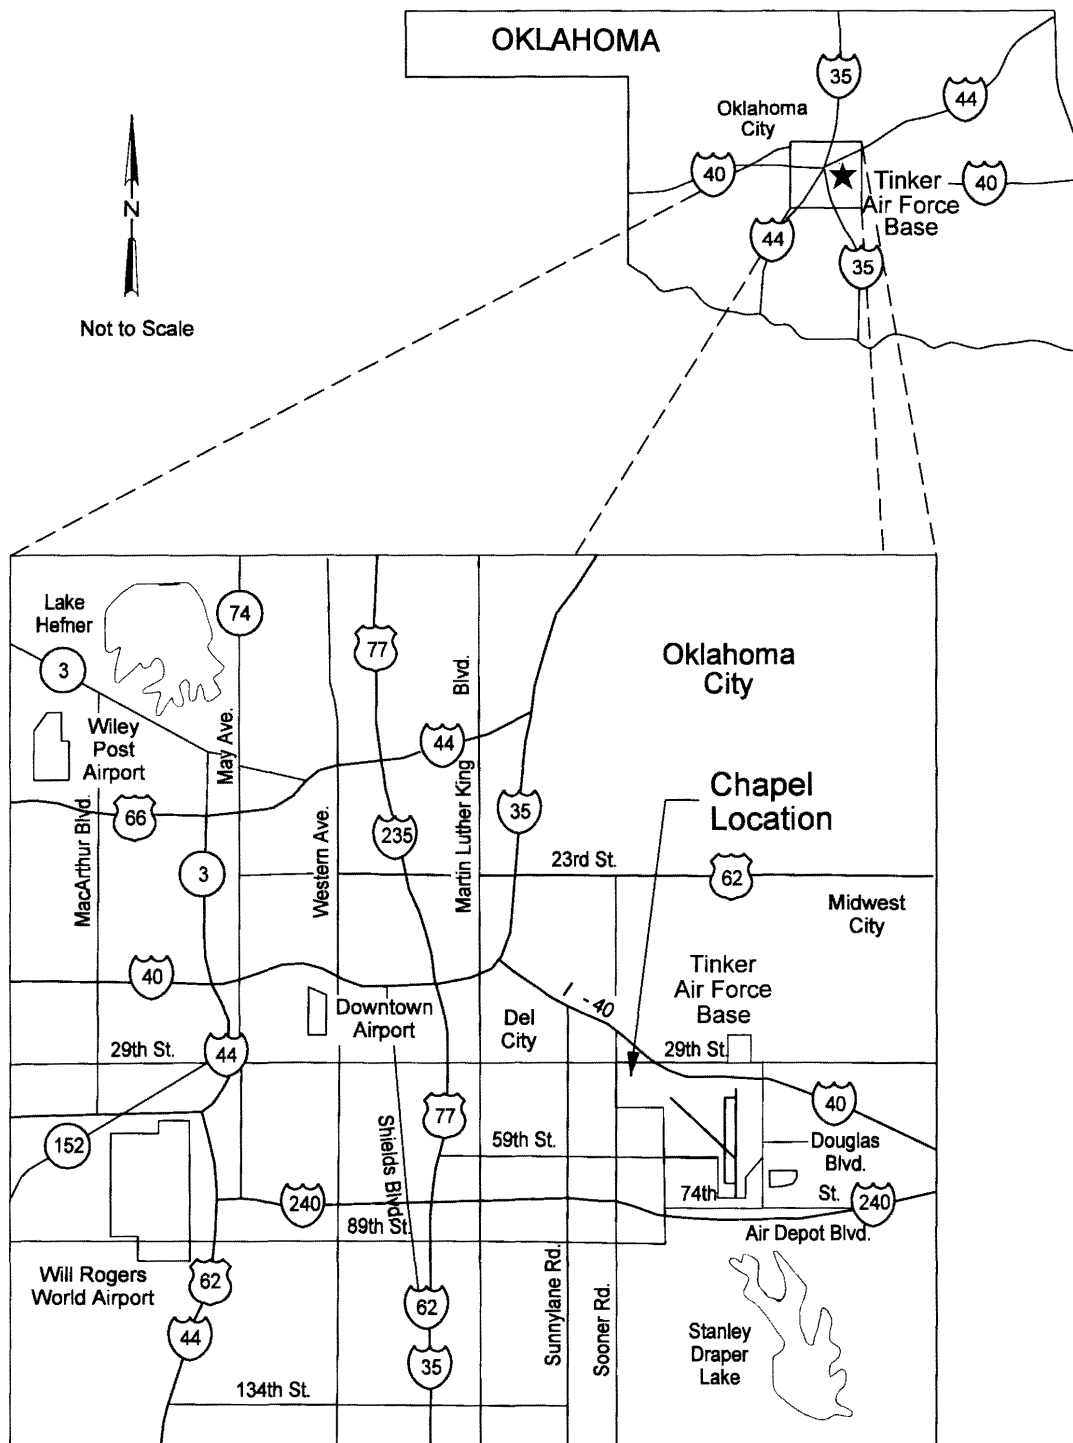 OKLAHOMA
35
44
Oklahoma
City
40
Tinker
Air Force
Base
40
44
35
N
Not to Scale
Lake
Hefner
74
3
77
Blvd.
Oklahoma
City
Wiley
Post
Airport
May Ave.
44
Chapel
Location
MacArthur Blvd.
66
Western Ave.
235
Martin Luther King
35
23rd St.
62
3
Midwest
City
40
Tinker
Air Force
Base
I - 40
Downtown
Airport
Del
City
29th St.
44
29th St.
40
152
Shields Blvd.
77
59th St.
Douglas
Blvd.
74th
St.
240
240
89th St.
Air Depot Blvd.
Will Rogers
World Airport
62
62
Sunnylane Rd.
Sooner Rd.
44
35
Stanley
Draper
Lake
134th St.